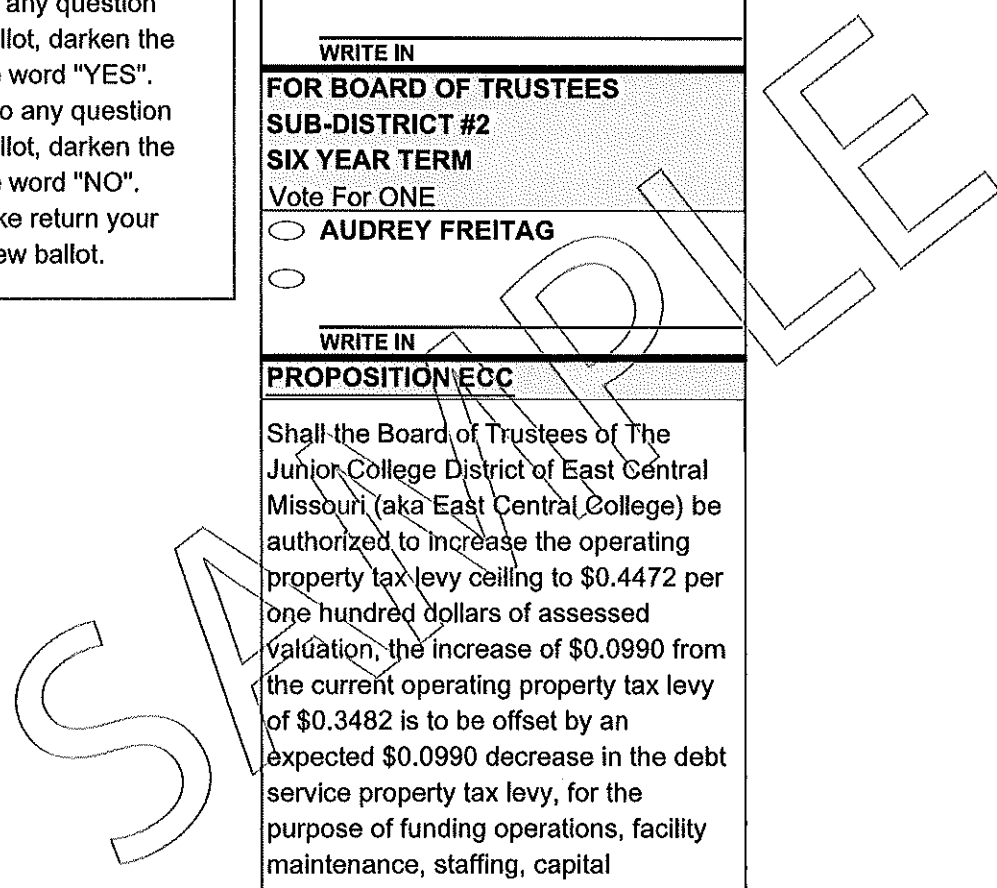 any question
llot, darken the
word "YES".
o any question
llot, darken the
word "NO".
ke return your
ew ballot.
WRITE IN
FOR BOARD OF TRUSTEES
SUB-DISTRICT #2
SIX YEAR TERM
Vote For ONE
AUDREY FREITAG
WRITE IN
PROPOSITION ECC
Shall the Board of Trustees of The
Junior College District of East Central
Missouri (aka East Central College) be
authorized to increase the operating
property tax levy ceiling to $0.4472 per
one hundred dollars of assessed
valuation, the increase of $0.0990 from
the current operating property tax levy
of $0.3482 is to be offset by an
expected $0.0990 decrease in the debt
service property tax levy, for the
purpose of funding operations, facility
maintenance, staffing, capital
SAMPLE